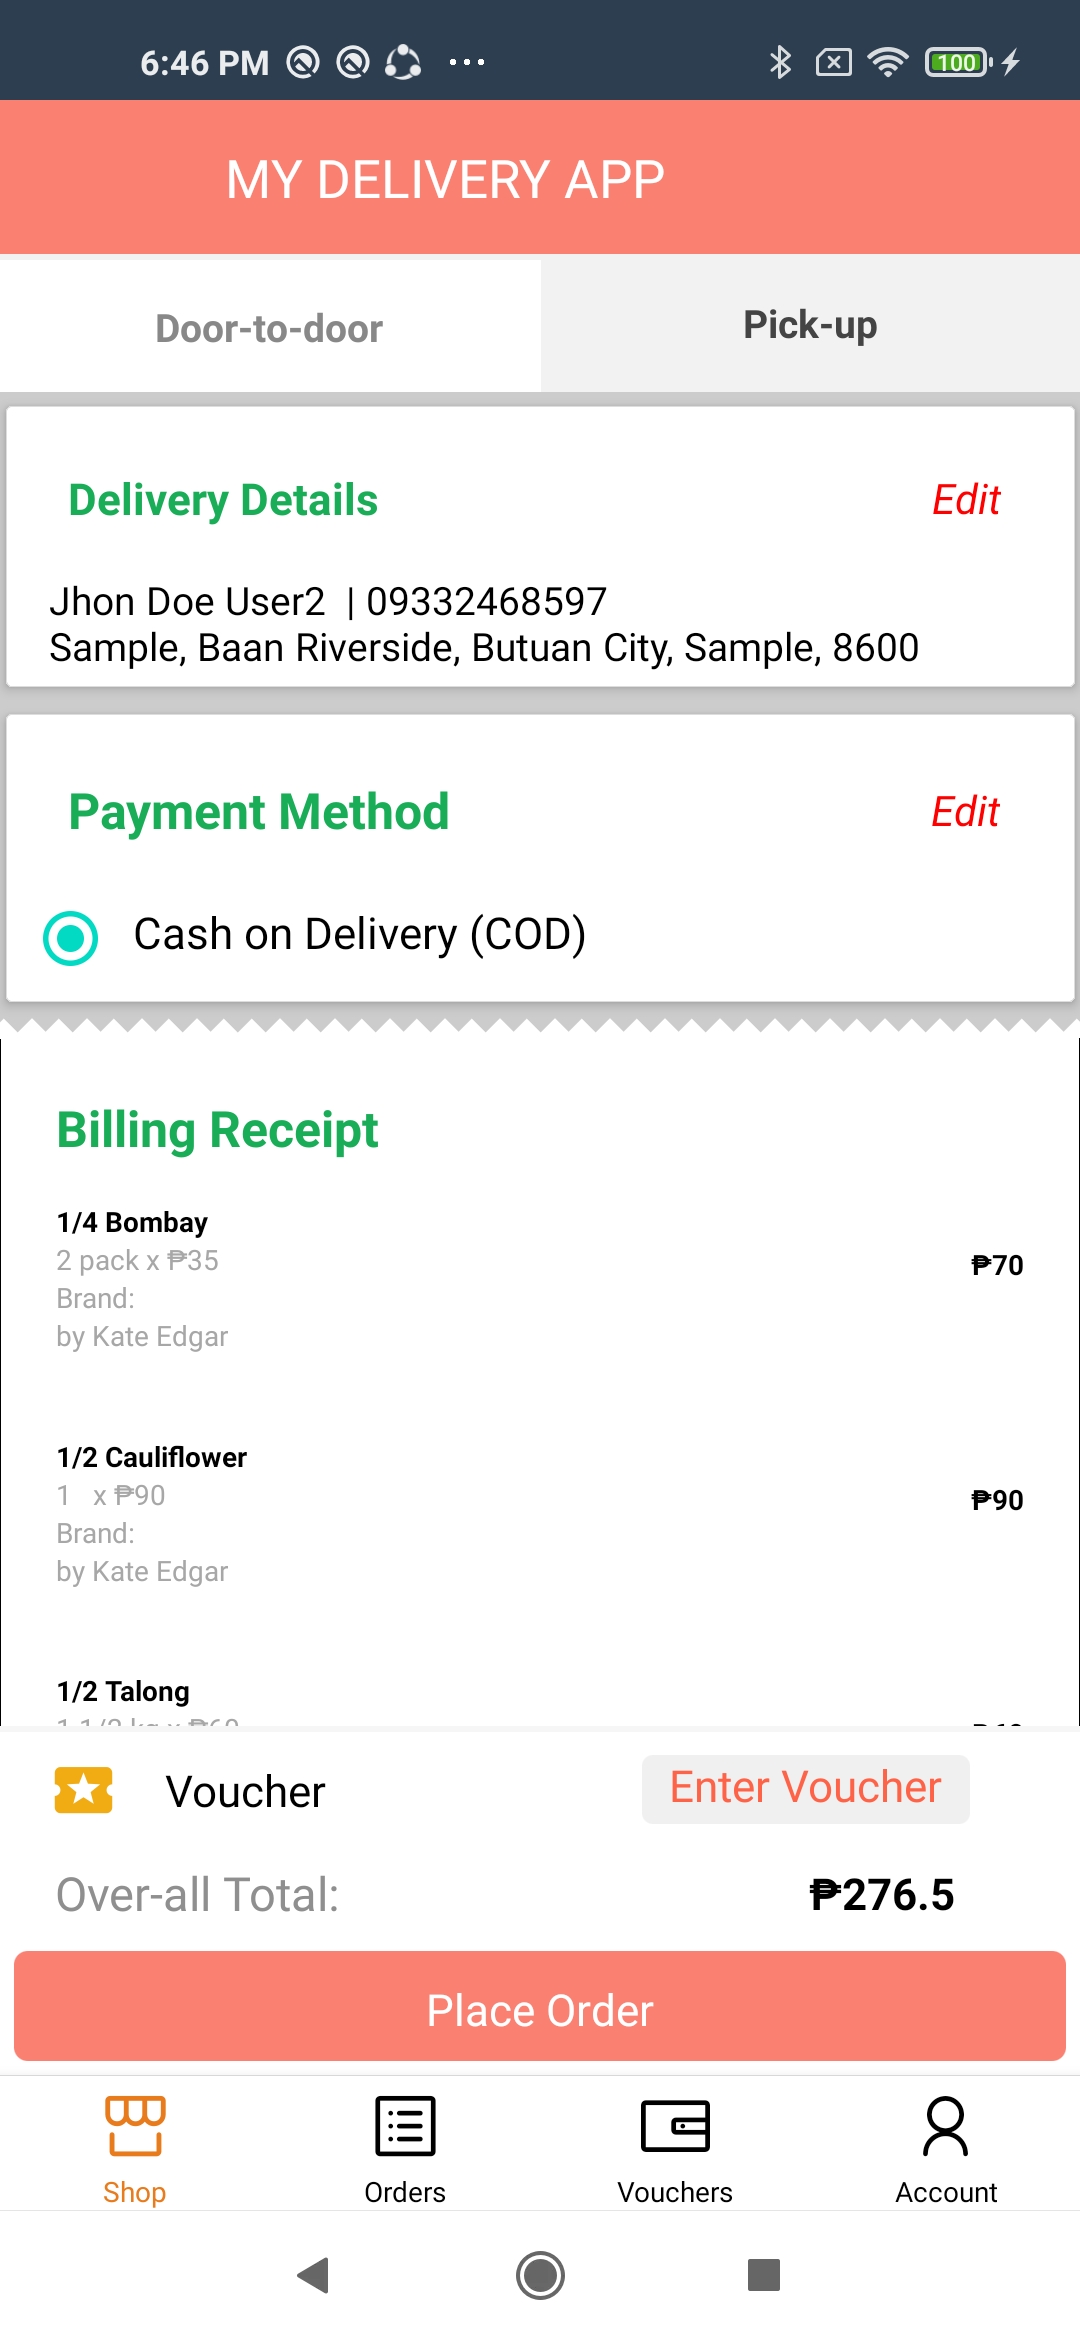 6:46 PM
100
MY DELIVERY APP
Door-to-door
Pick-up
Delivery Details
Edit
Jhon Doe User2 | 09332468597
Sample, Baan Riverside, Butuan City, Sample, 8600
Payment Method
Edit
Cash on Delivery (COD)
Billing Receipt
1/4 Bombay
2 pack x ₱35
₱70
Brand:
by Kate Edgar
1/2 Cauliflower
1 x ₱90
₱90
Brand:
by Kate Edgar
1/2 Talong
Voucher
Enter Voucher
Over-all Total:
₱276.5
Place Order
Shop
Orders
Vouchers
Account